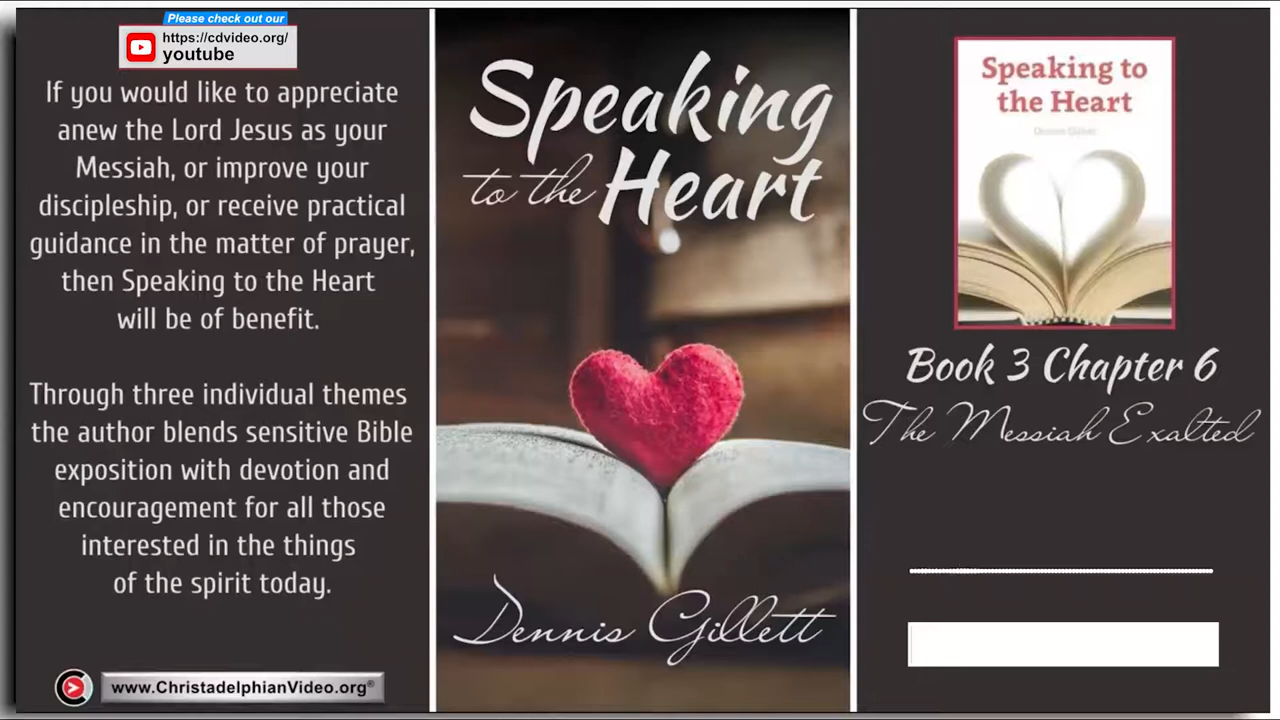 Please check out our
https://cdvideo.org/
youtube
If you would like to appreciate
anew the Lord Jesus as your
Messiah, or improve your
discipleship, or receive practical
guidance in the matter of prayer,
then Speaking to the Heart
will be of benefit.
Through three individual themes
the author blends sensitive Bible
exposition with devotion and
encouragement for all those
interested in the things
of the spirit today.
www.ChristadelphianVideo.org®
Speaking
to the Heart
Dennis Gillett
Speaking to
the Heart
Dennis Gillett
Book 3 Chapter 6
The Messiah Exalted